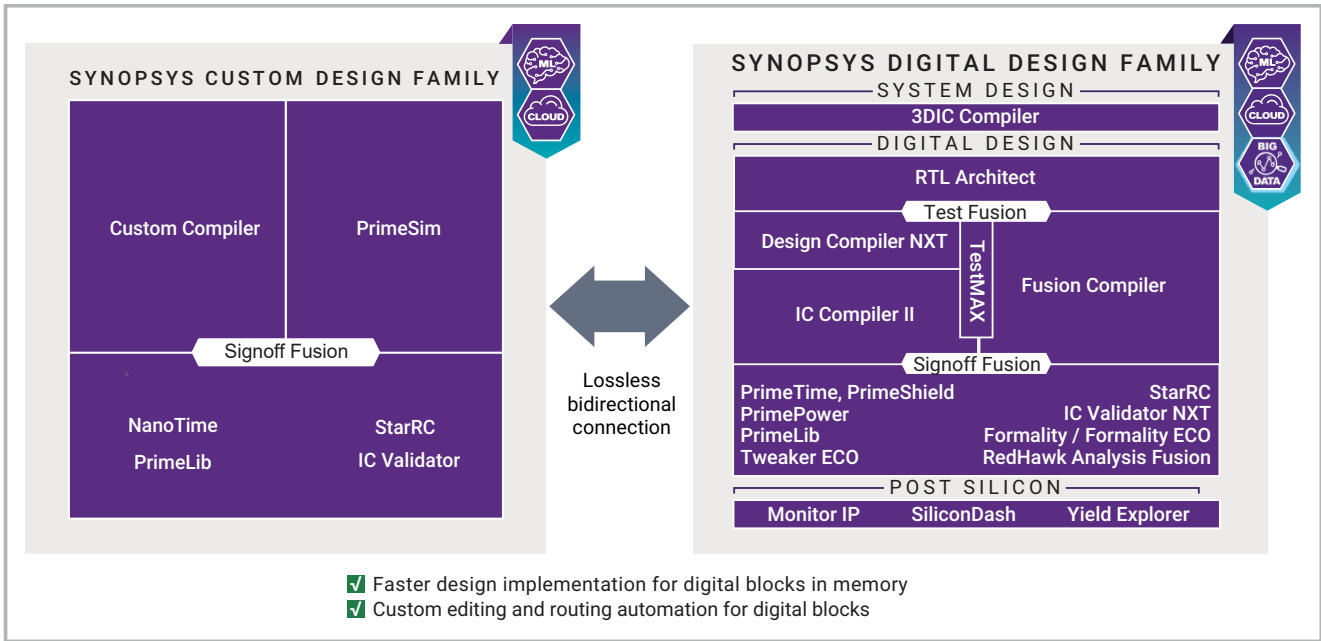 SYNOPSYS CUSTOM DESIGN FAMILY
ML
CLOUD
Custom Compiler
PrimeSim
Signoff Fusion
NanoTime
StarRC
PrimeLib
IC Validator
Lossless
bidirectional
connection
SYNOPSYS DIGITAL DESIGN FAMILY
ML
CLOUD
BIG
DATA
SYSTEM DESIGN
3DIC Compiler
DIGITAL DESIGN
RTL Architect
Test Fusion
Design Compiler NXT
TestMAX
Fusion Compiler
IC Compiler II
Signoff Fusion
PrimeTime, PrimeShield
StarRC
PrimePower
IC Validator NXT
PrimeLib
Formality / Formality ECO
Tweaker ECO
RedHawk Analysis Fusion
POST SILICON
Monitor IP
SiliconDash
Yield Explorer
√ Faster design implementation for digital blocks in memory
√ Custom editing and routing automation for digital blocks